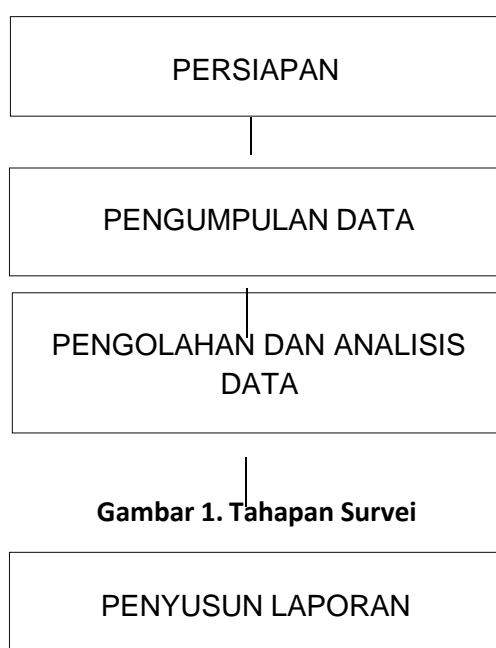 PERSIAPAN
PENGUMPULAN DATA
PENGOLAHAN DAN ANALISIS
DATA
Gambar 1. Tahapan Survei
PENYUSUN LAPORAN